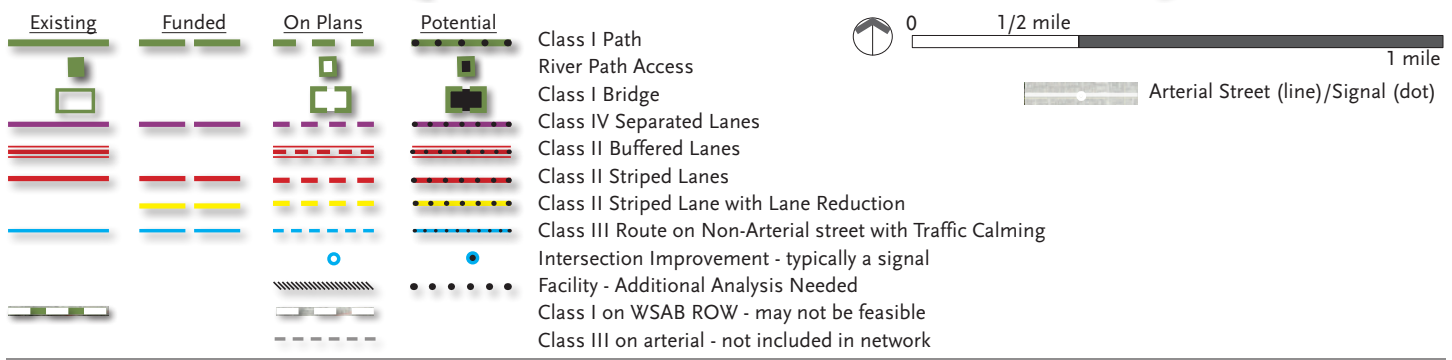 Existing Funded On Plans Potential
0 1/2 mile
1 mile
Class I Path
River Path Access
Class I Bridge
Arterial Street (line)/Signal (dot)
Class IV Separated Lanes
Class II Buffered Lanes
Class II Striped Lanes
Class II Striped Lane with Lane Reduction
Class III Route on Non-Arterial street with Traffic Calming
Intersection Improvement - typically a signal
Facility - Additional Analysis Needed
Class I on WSAB ROW - may not be feasible
Class III on arterial - not included in network